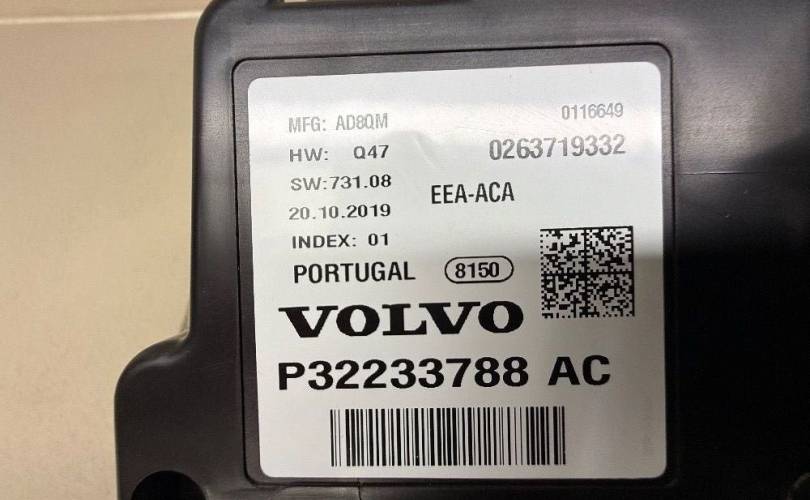 MFG: AD8QM
0116649
HW: Q47
0263719332
SW:731.08
EEA-ACA
20.10.2019
INDEX: 01
PORTUGAL 8150
VOLVO
P32233788 AC